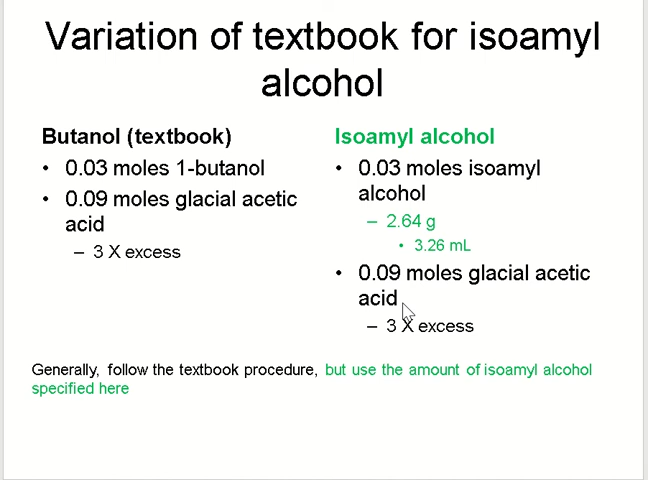 Variation of textbook for isoamyl
alcohol
Butanol (textbook)
• 0.03 moles 1-butanol
• 0.09 moles glacial acetic
acid
– 3 X excess
Isoamyl alcohol
• 0.03 moles isoamyl
alcohol
– 2.64 g
• 3.26 mL
• 0.09 moles glacial acetic
acid
– 3 X excess
Generally, follow the textbook procedure, but use the amount of isoamyl alcohol
specified here